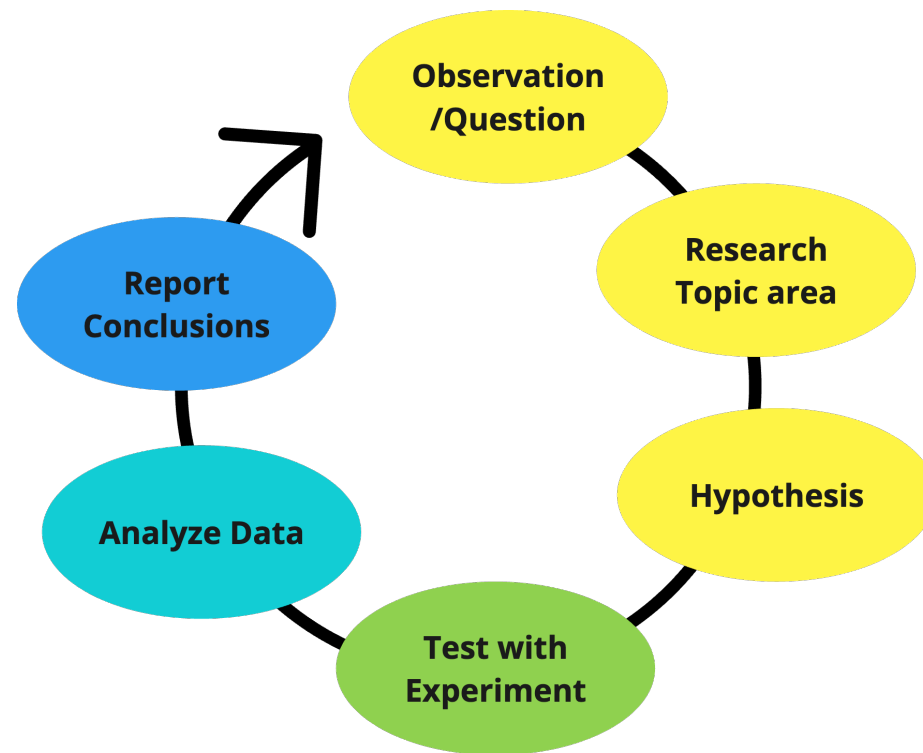 Observation
/Question
Research
Topic area
Hypothesis
Test with
Experiment
Analyze Data
Report
Conclusions